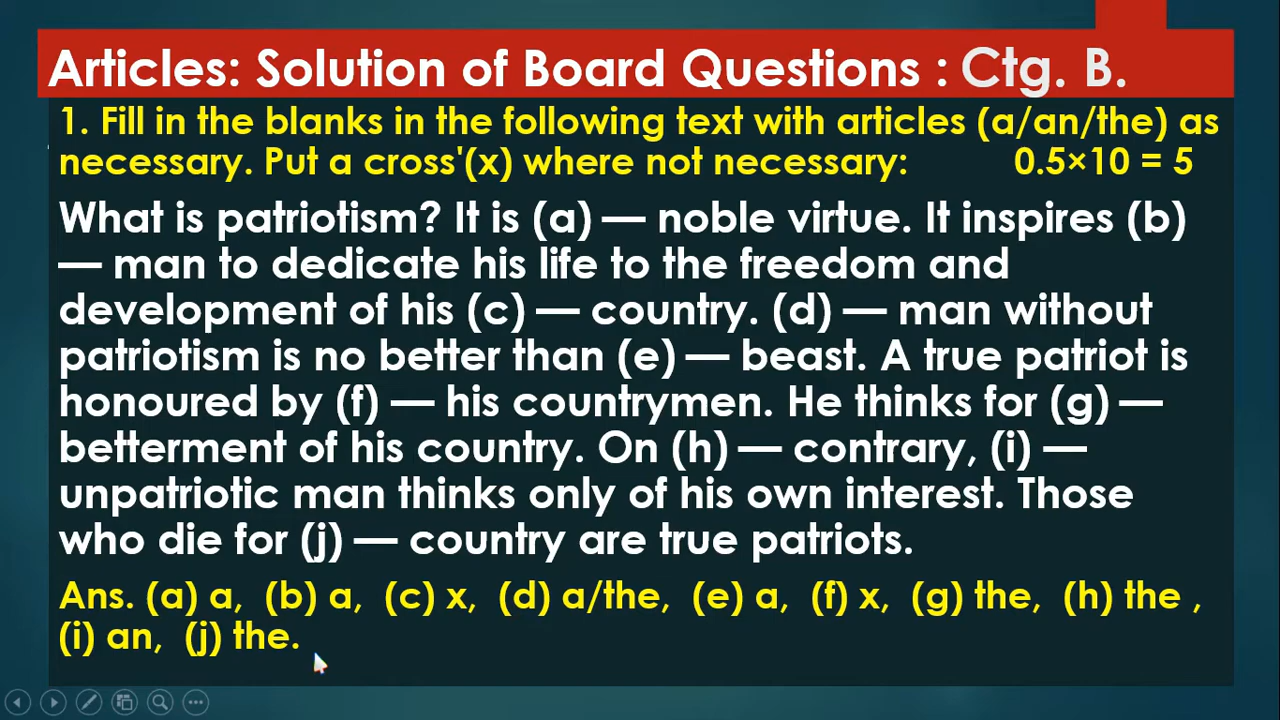 Articles: Solution of Board Questions : Ctg. B.
1. Fill in the blanks in the following text with articles (a/an/the) as
necessary. Put a cross'(x) where not necessary: 0.5×10 = 5
What is patriotism? It is (a) — noble virtue. It inspires (b)
— man to dedicate his life to the freedom and
development of his (c) — country. (d) — man without
patriotism is no better than (e) — beast. A true patriot is
honoured by (f) — his countrymen. He thinks for (g) —
betterment of his country. On (h) — contrary, (i) —
unpatriotic man thinks only of his own interest. Those
who die for (j) — country are true patriots.
Ans. (a) a, (b) a, (c) x, (d) a/the, (e) a, (f) x, (g) the, (h) the ,
(i) an, (j) the.